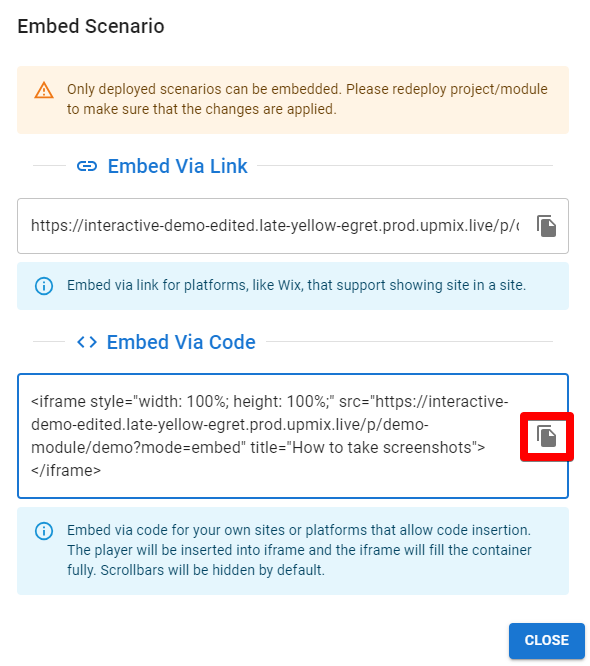 Embed Scenario
Only deployed scenarios can be embedded. Please redeploy project/module
to make sure that the changes are applied.
Embed Via Link
https://interactive-demo-edited.late-yellow-egret.prod.upmix.live/p/
Embed via link for platforms, like Wix, that support showing site in a site.
Embed Via Code
<iframe style="width: 100%; height: 100%;" src="https://interactive-
demo-edited.late-yellow-egret.prod.upmix.live/p/demo-
module/demo?mode=embed" title="How to take screenshots">
</iframe>
Embed via code for your own sites or platforms that allow code insertion.
The player will be inserted into iframe and the iframe will fill the container
fully. Scrollbars will be hidden by default.
CLOSE